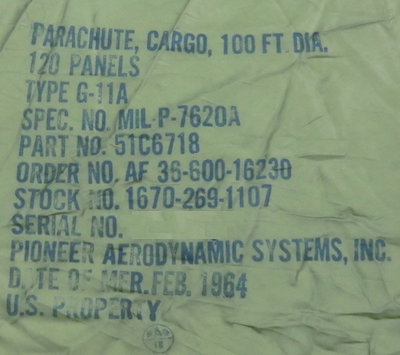 PARACHUTE, CARGO, 100 FT. DIA.
120 PANELS
TYPE G-11A
SPEC. NO. MIL-P-7620A
PART NO. 51C6718
ORDER NO. AF 36-600-16230
STOCK NO. 1670-269-1107
SERIAL NO.
PIONEER AERODYNAMIC SYSTEMS, INC.
DATE OF MFR. FEB. 1964
U.S. PROPERTY